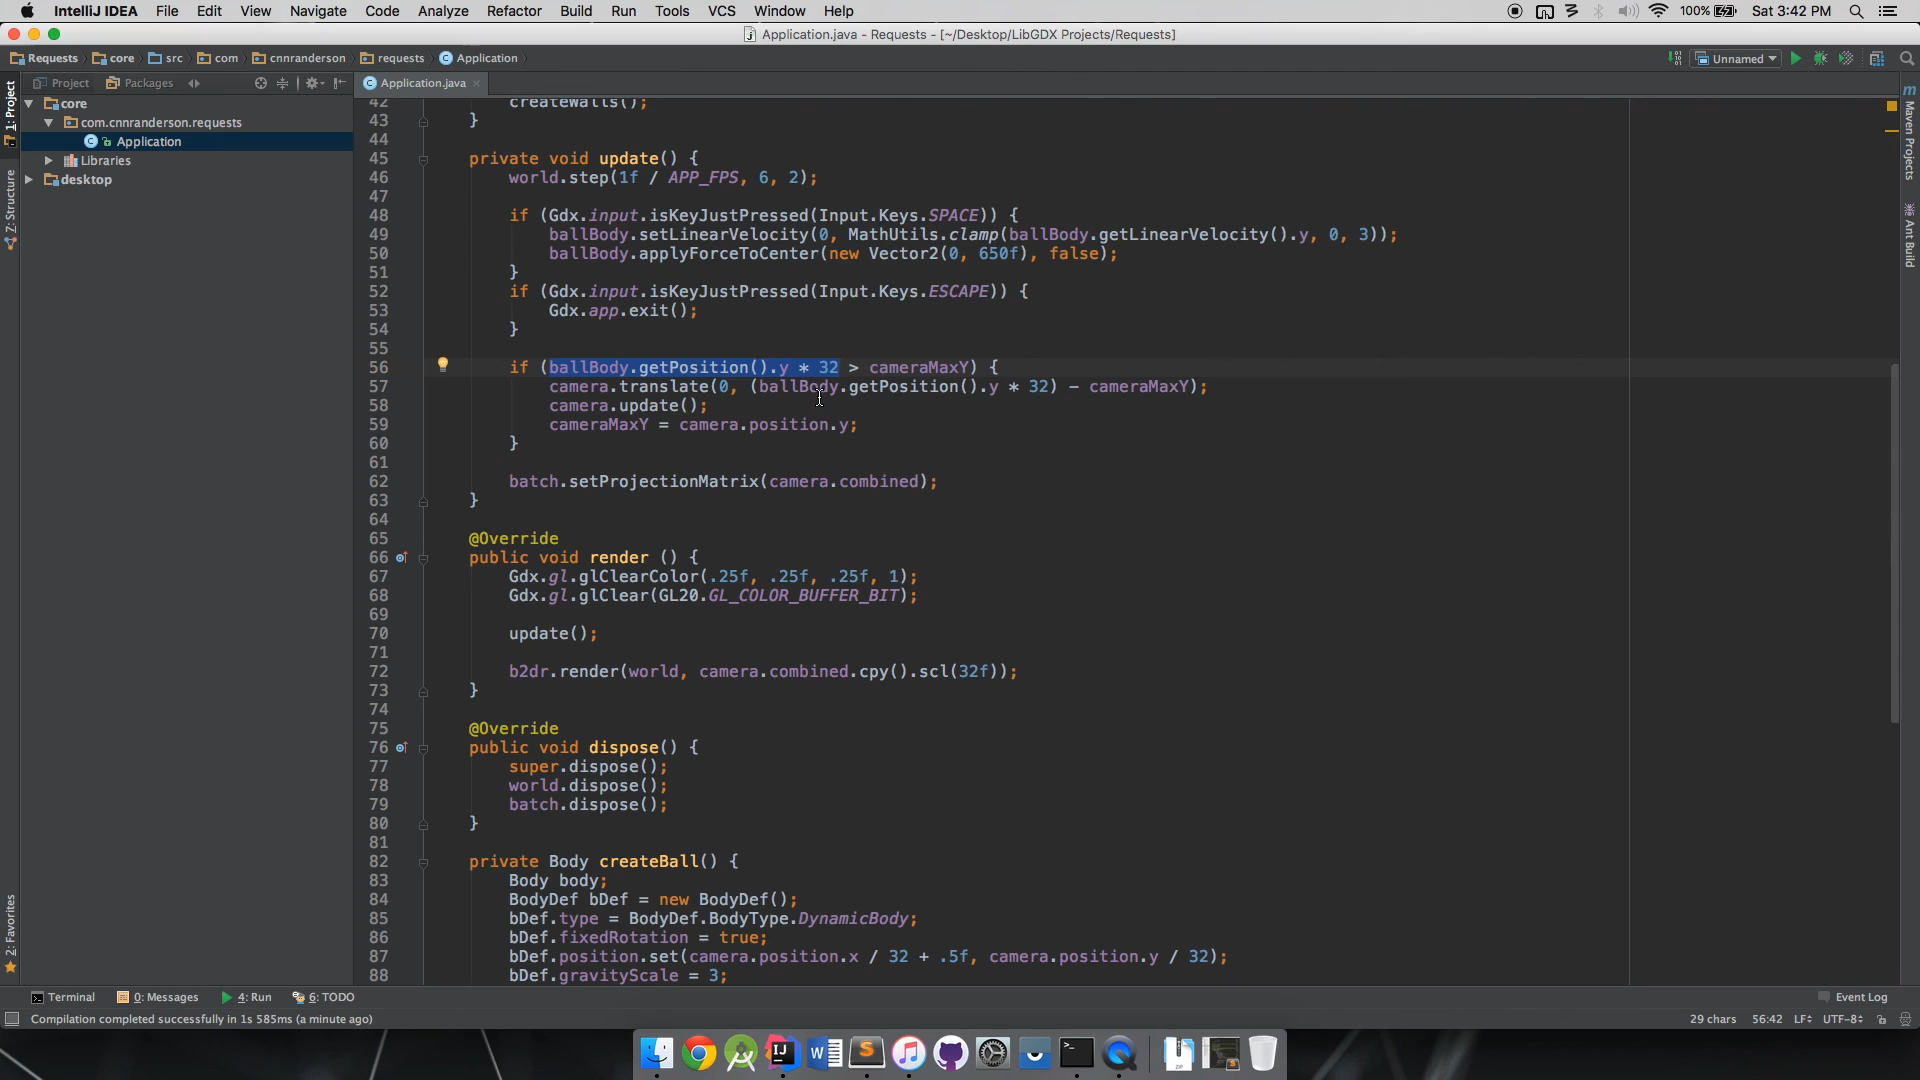 IntelliJ IDEA File Edit View Navigate Code Analyze Refactor Build Run Tools VCS Window Help 100% Sat 3:42 PM
Application.java - Requests - [~/Desktop/LibGDX Projects/Requests]
Requests core src com cnnranderson requests Application Unnamed
Project Packages Application.java
1: Project
Z: Structure
2: Favorites
Maven Projects
Ant Build
core
com.cnnranderson.requests
Application
Libraries
desktop
42 createWalls();
43 }
44
45 private void update() {
46 world.step(1f / APP_FPS, 6, 2);
47
48 if (Gdx.input.isKeyJustPressed(Input.Keys.SPACE)) {
49 ballBody.setLinearVelocity(0, MathUtils.clamp(ballBody.getLinearVelocity().y, 0, 3));
50 ballBody.applyForceToCenter(new Vector2(0, 650f), false);
51 }
52 if (Gdx.input.isKeyJustPressed(Input.Keys.ESCAPE)) {
53 Gdx.app.exit();
54 }
55
56 if (ballBody.getPosition().y * 32 > cameraMaxY) {
57 camera.translate(0, (ballBody.getPosition().y * 32) - cameraMaxY);
58 camera.update();
59 cameraMaxY = camera.position.y;
60 }
61
62 batch.setProjectionMatrix(camera.combined);
63 }
64
65 @Override
66 public void render () {
67 Gdx.gl.glClearColor(.25f, .25f, .25f, 1);
68 Gdx.gl.glClear(GL20.GL_COLOR_BUFFER_BIT);
69
70 update();
71
72 b2dr.render(world, camera.combined.cpy().scl(32f));
73 }
74
75 @Override
76 public void dispose() {
77 super.dispose();
78 world.dispose();
79 batch.dispose();
80 }
81
82 private Body createBall() {
83 Body body;
84 BodyDef bDef = new BodyDef();
85 bDef.type = BodyDef.BodyType.DynamicBody;
86 bDef.fixedRotation = true;
87 bDef.position.set(camera.position.x / 32 + .5f, camera.position.y / 32);
88 bDef.gravityScale = 3;
Terminal 0: Messages 4: Run 6: TODO Event Log
Compilation completed successfully in 1s 585ms (a minute ago) 29 chars 56:42 LF UTF-8